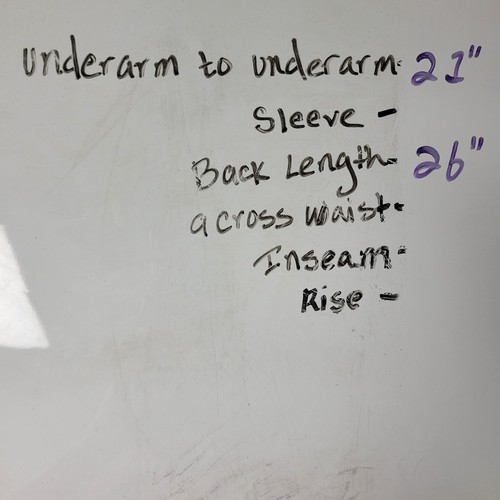 underarm to underarm- 21"
Sleeve -
Back Length- 26"
across waist-
Inseam-
Rise -